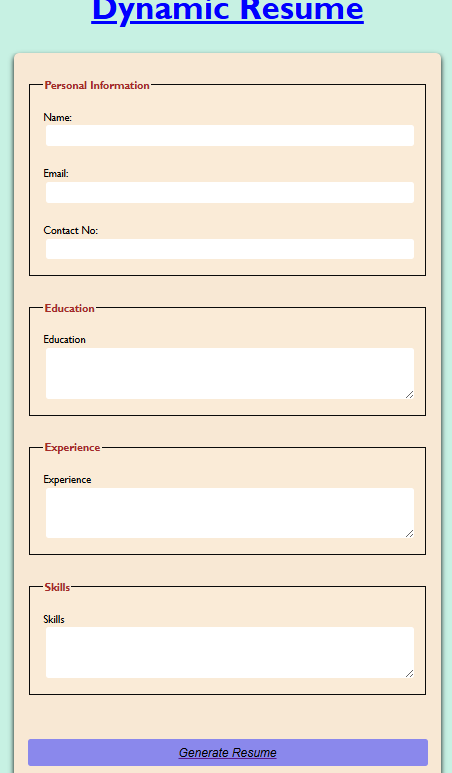 Dynamic Resume
Personal Information
Name:
Email:
Contact No:
Education
Education
Experience
Experience
Skills
Skills
Generate Resume